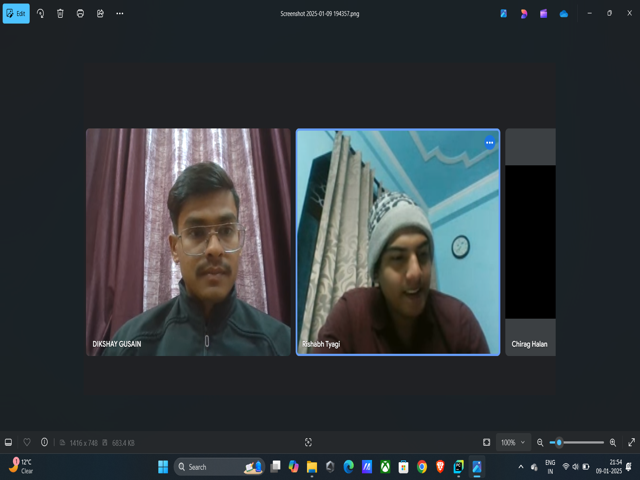 Edit
Screenshot 2025-01-09 194357.png
DIKSHAY GUSAIN
Rishabh Tyagi
Chirag Halan
1416 x 748
683.4 KB
100%
12°C
Clear
Search
ENG
IN
21:54
09-01-2025